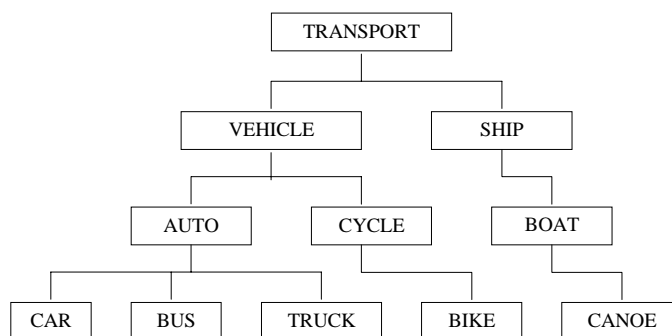 TRANSPORT
VEHICLE SHIP
AUTO CYCLE BOAT
CAR BUS TRUCK BIKE CANOE